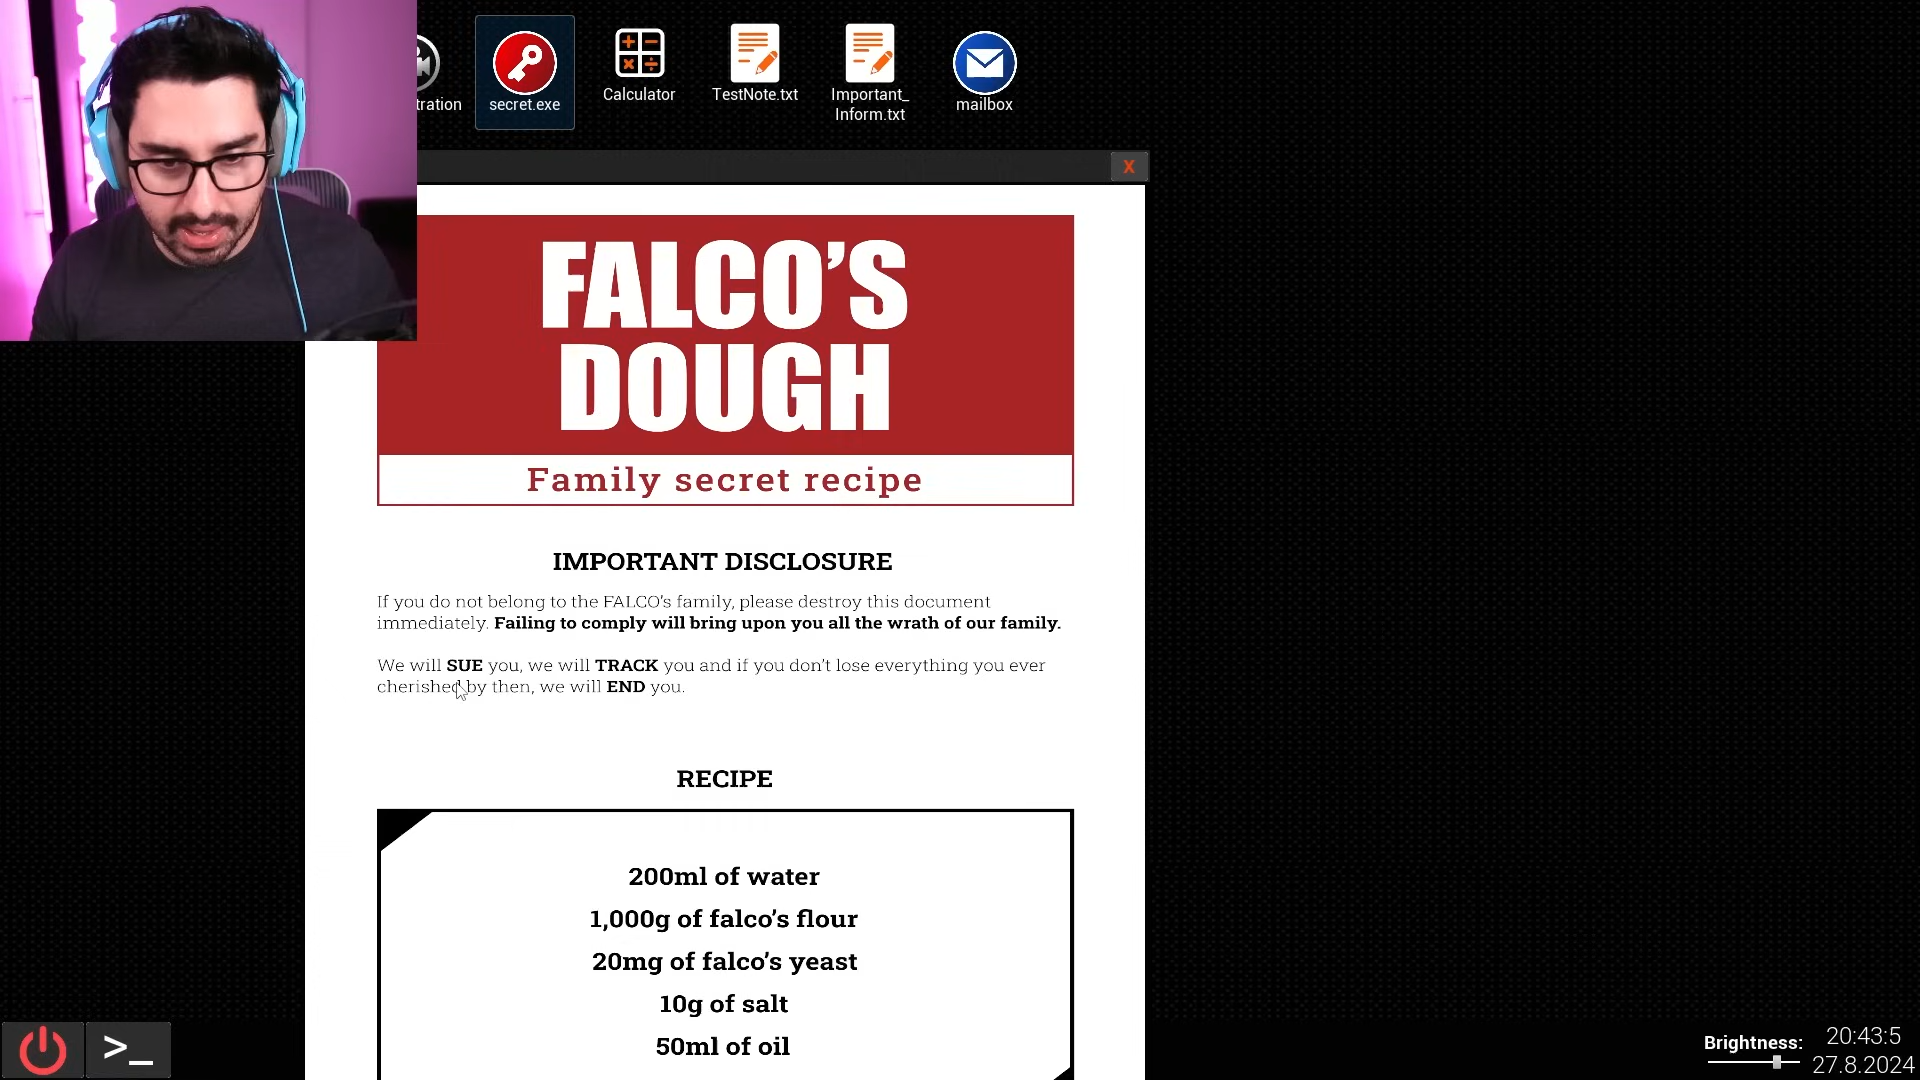 tration
secret.exe
Calculator
TestNote.txt
Important_
Inform.txt
mailbox
X
FALCO'S
DOUGH
Family secret recipe
IMPORTANT DISCLOSURE
If you do not belong to the FALCO's family, please destroy this document
immediately. Failing to comply will bring upon you all the wrath of our family.
We will SUE you, we will TRACK you and if you don't lose everything you ever
cherished by then, we will END you.
RECIPE
200ml of water
1,000g of falco's flour
20mg of falco's yeast
10g of salt
50ml of oil
>_
Brightness:
20:43:5
27.8.2024